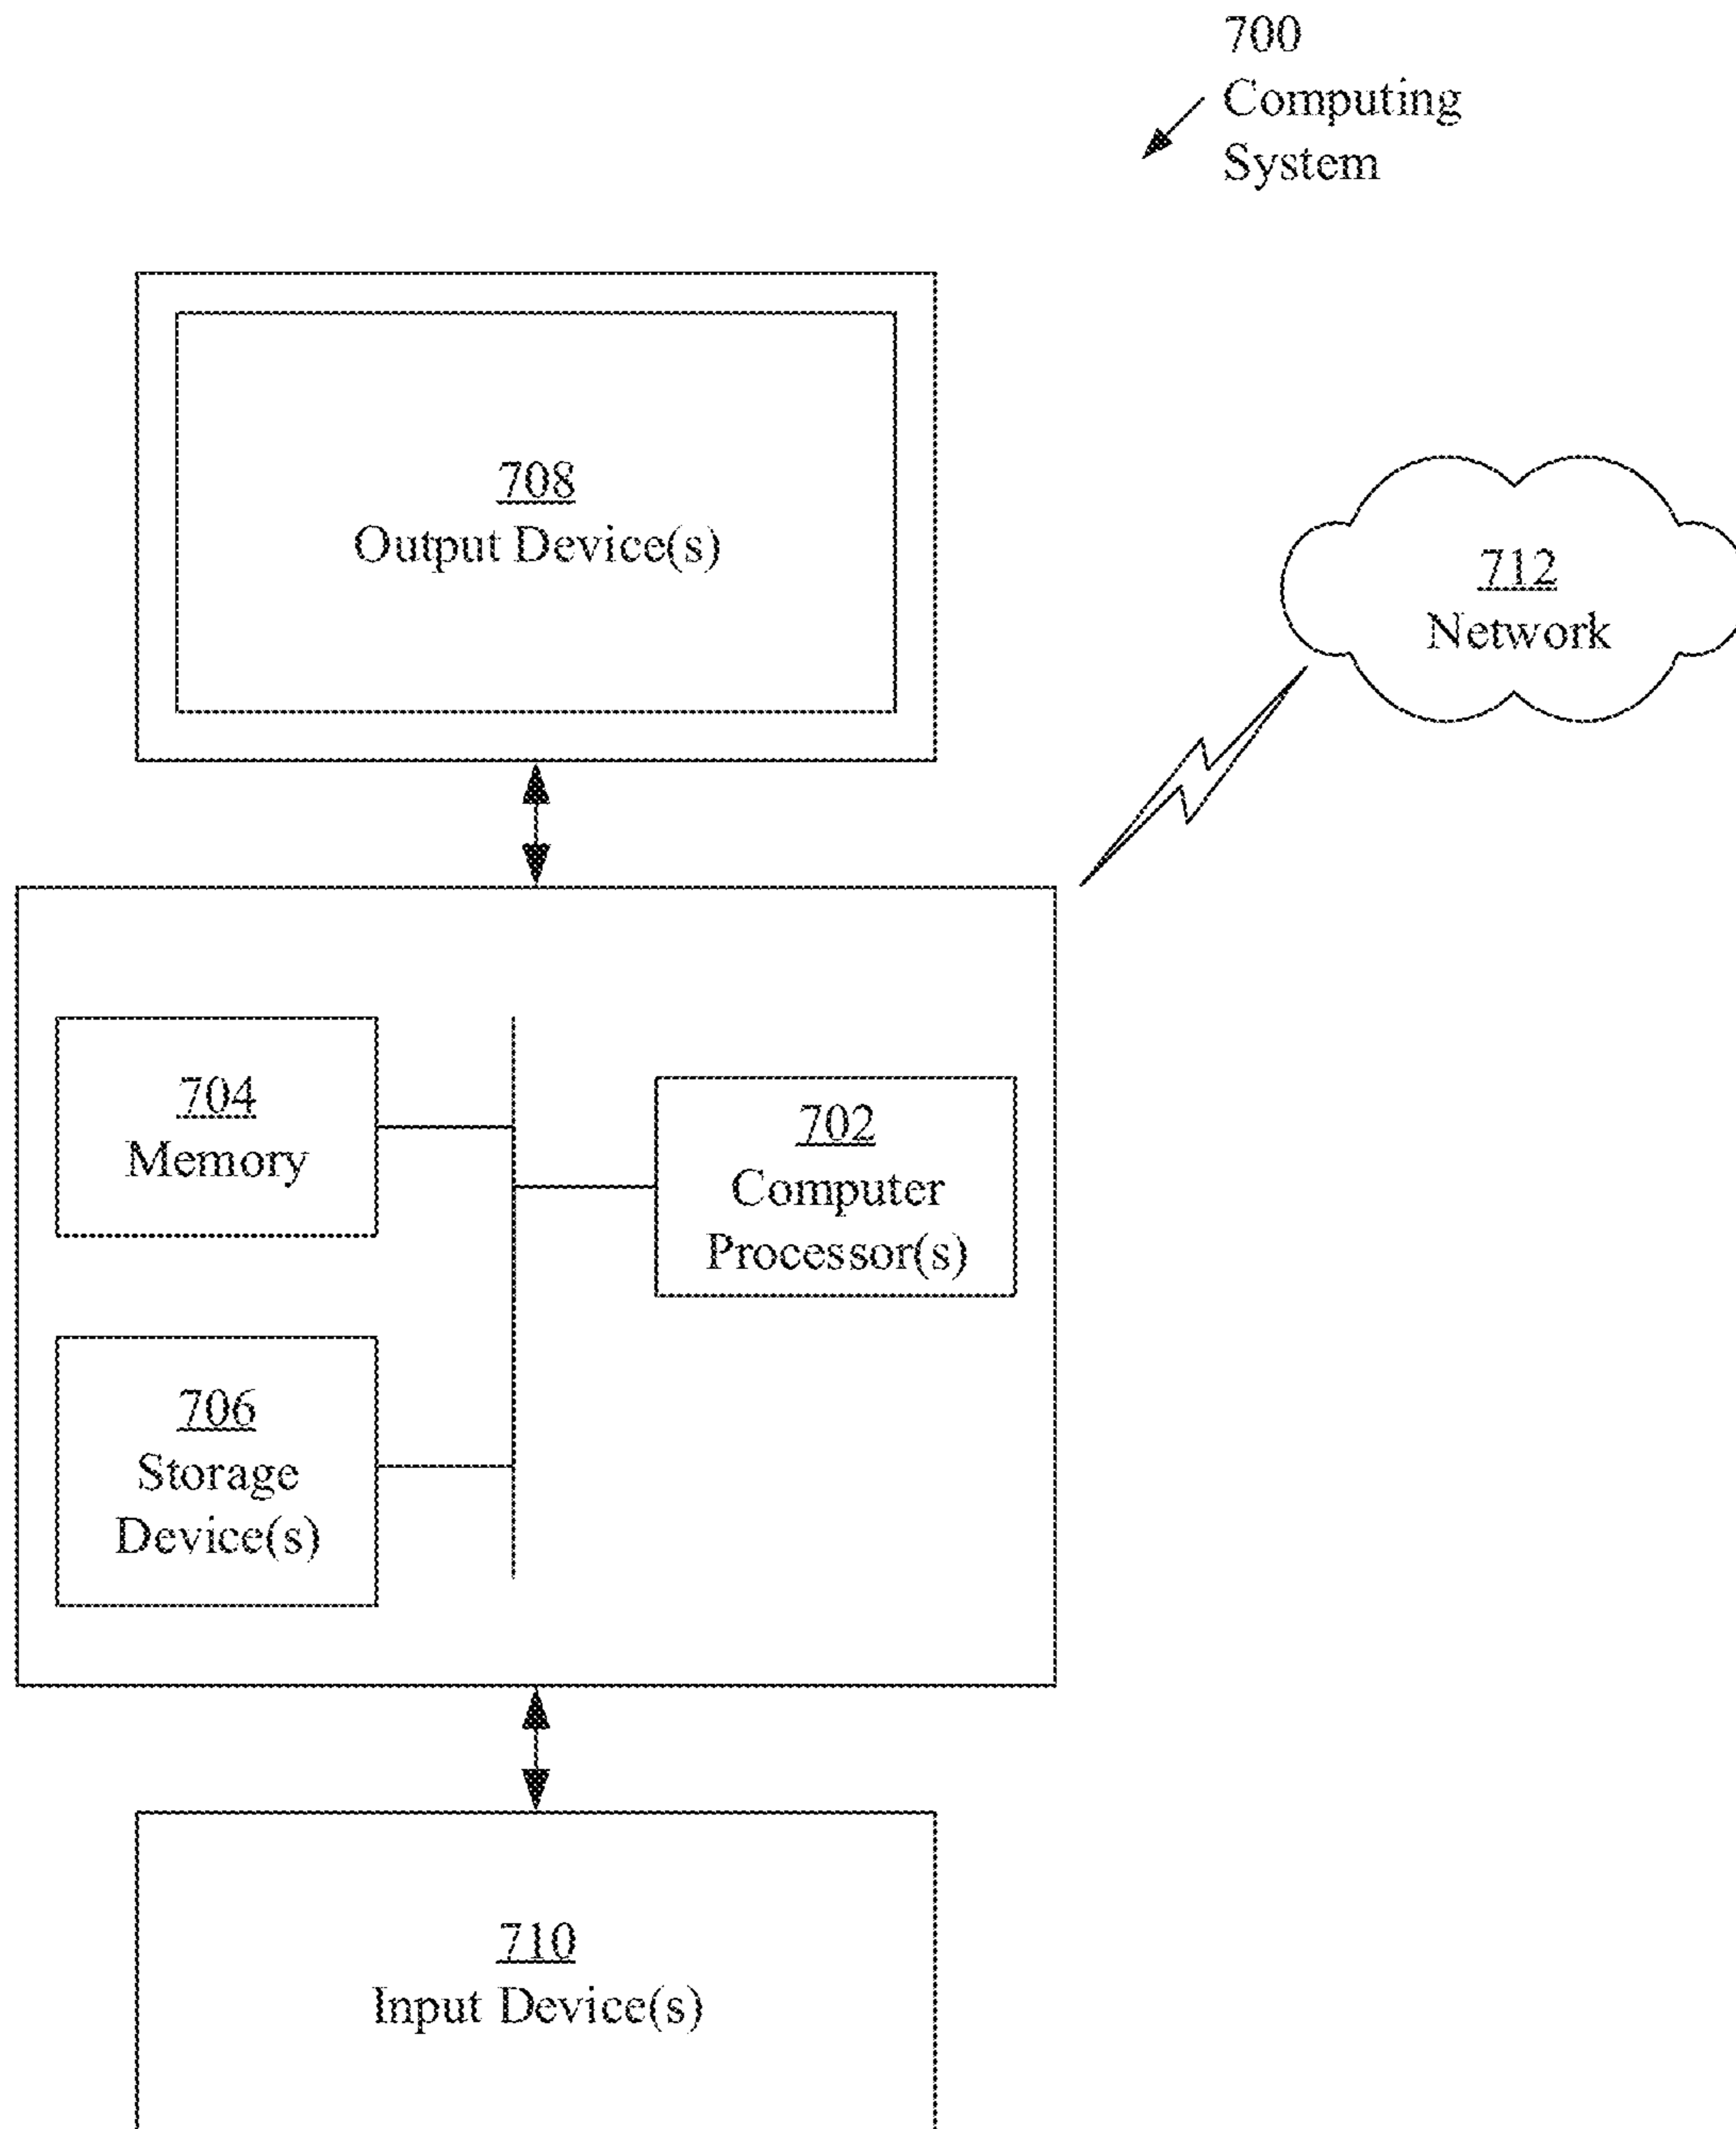 700
Computing
System
708
Output Device(s)
712
Network
704
Memory
702
Computer
Processor(s)
706
Storage
Device(s)
710
Input Device(s)